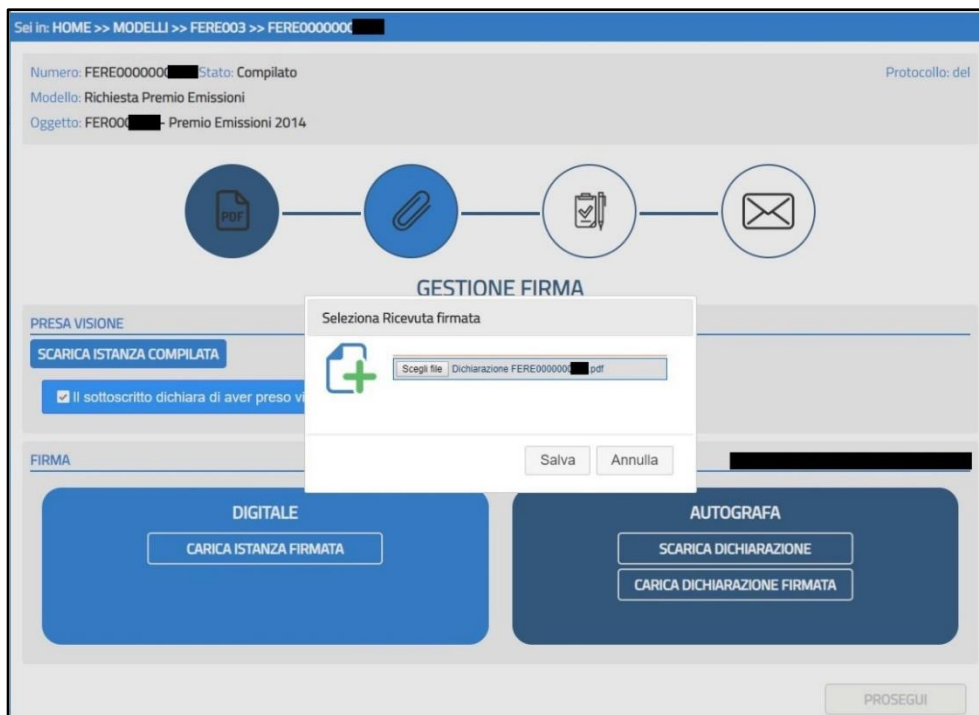 Sei in: HOME >> MODELLI >> FERE003 >> FERE0000000
Numero: FERE0000000 Stato: Compilato
Protocollo: del
Modello: Richiesta Premio Emissioni
Oggetto: FER000 - Premio Emissioni 2014
PDF
GESTIONE FIRMA
Seleziona Ricevuta firmata
PRESA VISIONE
SCARICA ISTANZA COMPILATA
Scegli file Dichiarazione FERE0000000 .pdf
Il sottoscritto dichiara di aver preso vi
Salva Annulla
FIRMA
DIGITALE
CARICA ISTANZA FIRMATA
AUTOGRAFA
SCARICA DICHIARAZIONE
CARICA DICHIARAZIONE FIRMATA
PROSEGUI